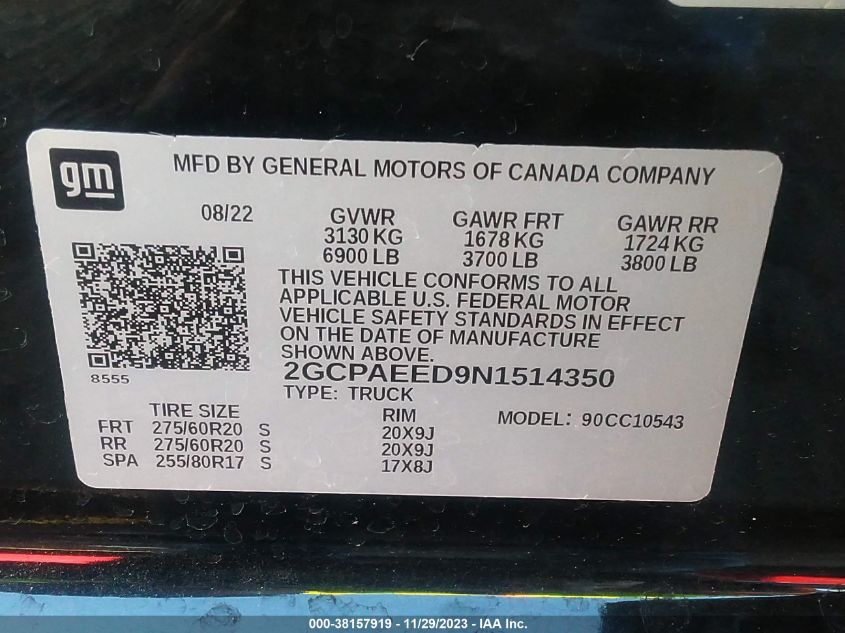 gm
MFD BY GENERAL MOTORS OF CANADA COMPANY
08/22
GVWR GAWR FRT GAWR RR
3130 KG 1678 KG 1724 KG
6900 LB 3700 LB 3800 LB
THIS VEHICLE CONFORMS TO ALL
APPLICABLE U.S. FEDERAL MOTOR
VEHICLE SAFETY STANDARDS IN EFFECT
ON THE DATE OF MANUFACTURE
SHOWN ABOVE.
8555
2GCPAEED9N1514350
TYPE: TRUCK
TIRE SIZE RIM MODEL: 90CC10543
FRT 275/60R20 S 20X9J
RR 275/60R20 S 20X9J
SPA 255/80R17 S 17X8J
000-38157919 - 11/29/2023 - IAA Inc.